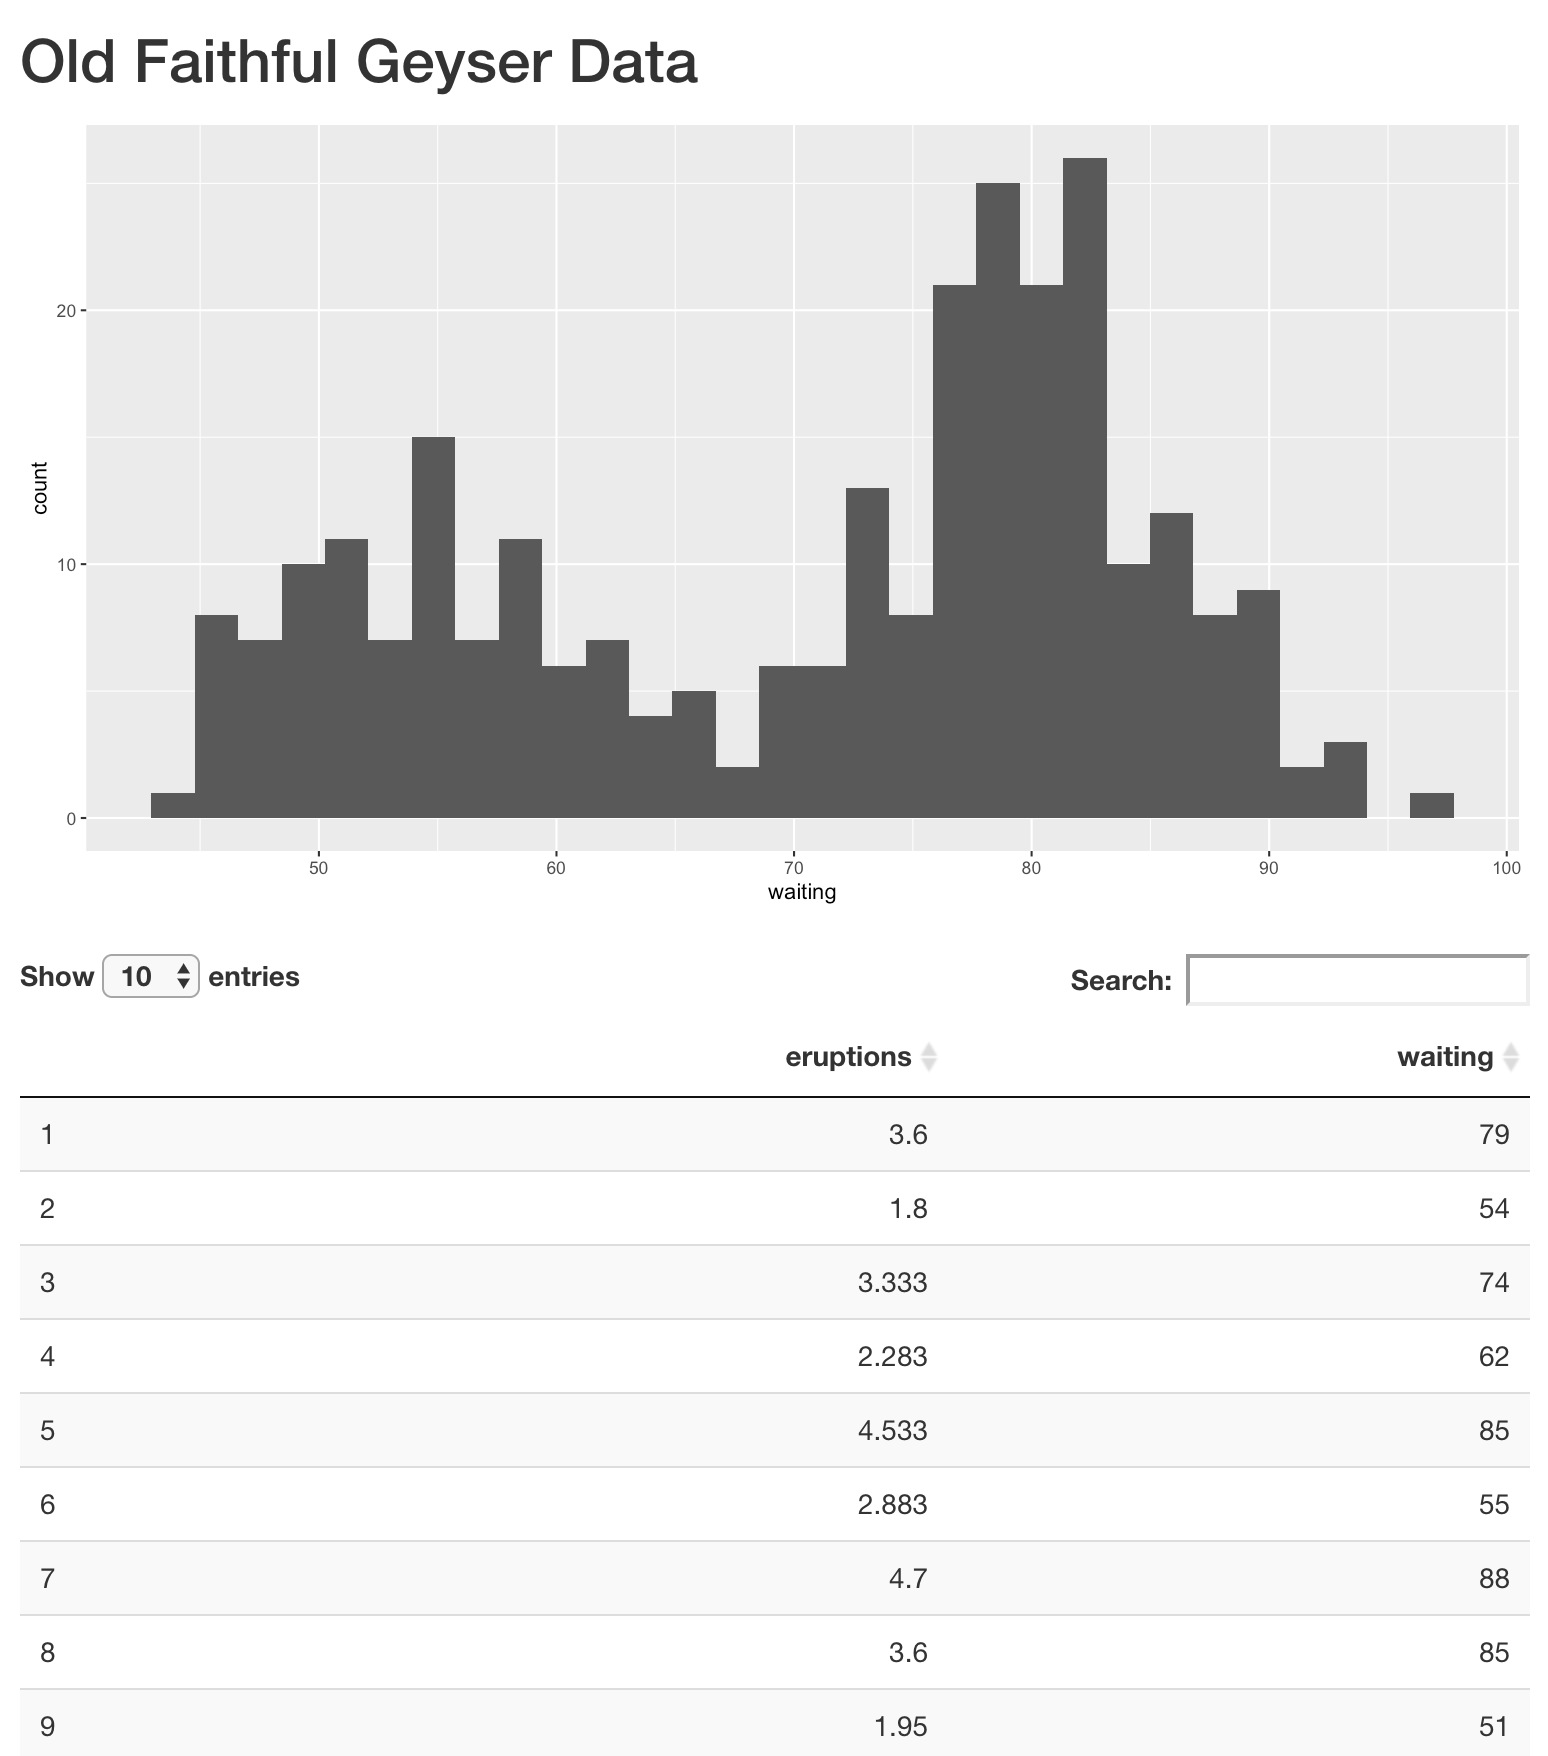 Old Faithful Geyser Data
count
20
10
0
50 60 70 80 90 100
waiting
Show 10 entries Search:
eruptions waiting
1 3.6 79
2 1.8 54
3 3.333 74
4 2.283 62
5 4.533 85
6 2.883 55
7 4.7 88
8 3.6 85
9 1.95 51